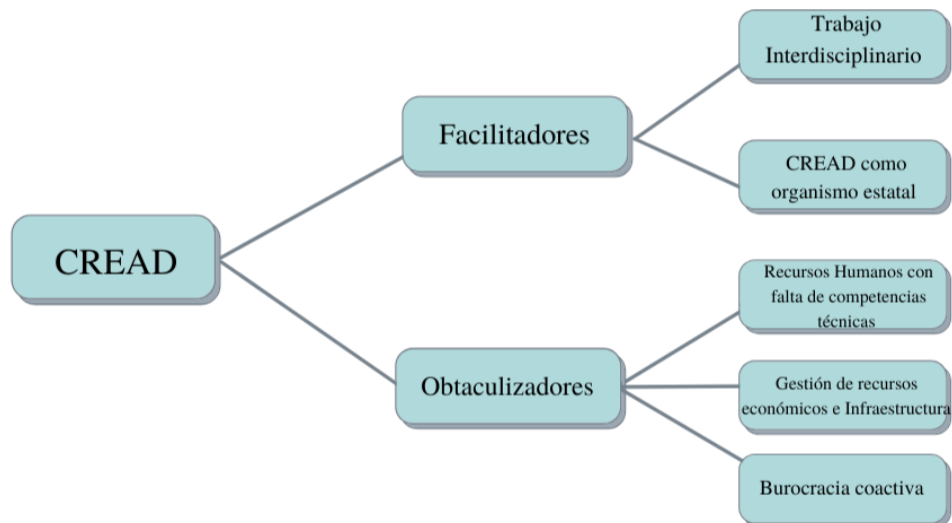 CREAD
Facilitadores
Trabajo
Interdisciplinario
CREAD como
organismo estatal
Obtaculizadores
Recursos Humanos con
falta de competencias
técnicas
Gestión de recursos
económicos e Infraestructura
Burocracia coactiva